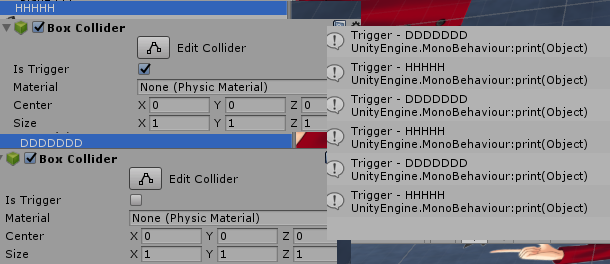 HHHHH
Box Collider
Edit Collider
Is Trigger
Material None (Physic Material)
Center X 0 Y 0 Z 0
Size X 1 Y 1 Z 1
DDDDDDD
Box Collider
Edit Collider
Is Trigger
Material None (Physic Material)
Center X 0 Y 0 Z 0
Size X 1 Y 1 Z 1
Trigger - DDDDDDD
UnityEngine.MonoBehaviour:print(Object)
Trigger - HHHHH
UnityEngine.MonoBehaviour:print(Object)
Trigger - DDDDDDD
UnityEngine.MonoBehaviour:print(Object)
Trigger - HHHHH
UnityEngine.MonoBehaviour:print(Object)
Trigger - DDDDDDD
UnityEngine.MonoBehaviour:print(Object)
Trigger - HHHHH
UnityEngine.MonoBehaviour:print(Object)